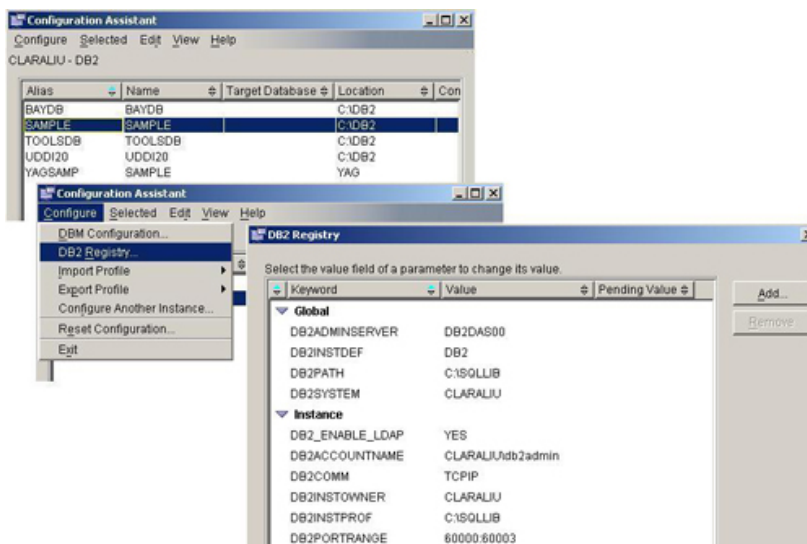 Configuration Assistant
Configure Selected Edit View Help
CLARALIU - DB2
Alias Name Target Database Location Con
BAYDB BAYDB C:\DB2
SAMPLE SAMPLE C:\DB2
TOOLSDB TOOLSDB C:\DB2
UDDI20 UDDI20 C:\DB2
YAGSAMP SAMPLE YAG
Configuration Assistant
Configure Selected Edit View Help
DBM Configuration...
DB2 Registry...
Import Profile
Export Profile
Configure Another Instance...
Reset Configuration...
Exit
DB2 Registry
Select the value field of a parameter to change its value.
Keyword Value Pending Value
Add...
Remove
Global
DB2ADMINSERVER DB2DAS00
DB2INSTDEF DB2
DB2PATH C:\SQLLIB
DB2SYSTEM CLARALIU
Instance
DB2_ENABLE_LDAP YES
DB2ACCOUNTNAME CLARALIU\db2admin
DB2COMM TCPIP
DB2INSTOWNER CLARALIU
DB2INSTPROF C:\SQLLIB
DB2PORTRANGE 60000:60003